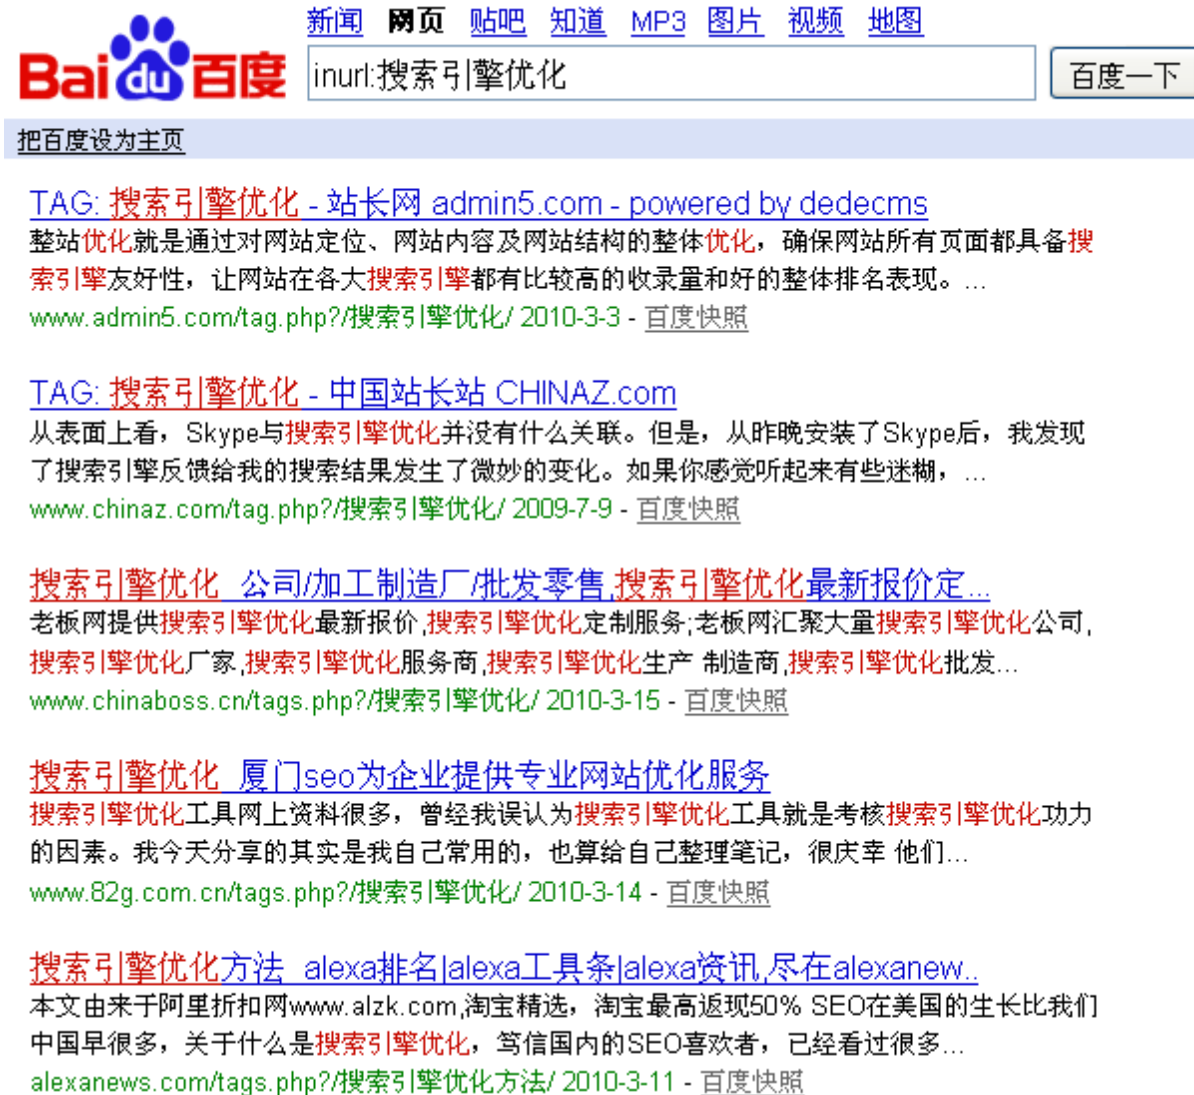 新闻 网页 贴吧 知道 MP3 图片 视频 地图
Bai du 百度 inurl:搜索引擎优化 百度一下
把百度设为主页
TAG: 搜索引擎优化 - 站长网 admin5.com - powered by dedecms
整站优化就是通过对网站定位、网站内容及网站结构的整体优化，确保网站所有页面都具备搜
索引擎友好性，让网站在各大搜索引擎都有比较高的收录量和好的整体排名表现。...
www.admin5.com/tag.php?/搜索引擎优化/ 2010-3-3 - 百度快照
TAG: 搜索引擎优化 - 中国站长站 CHINAZ.com
从表面上看，Skype与搜索引擎优化并没有什么关联。但是，从昨晚安装了Skype后，我发现
了搜索引擎反馈给我的搜索结果发生了微妙的变化。如果你感觉听起来有些迷糊，...
www.chinaz.com/tag.php?/搜索引擎优化/ 2009-7-9 - 百度快照
搜索引擎优化_公司/加工制造厂/批发零售,搜索引擎优化最新报价定...
老板网提供搜索引擎优化最新报价,搜索引擎优化定制服务;老板网汇聚大量搜索引擎优化公司,
搜索引擎优化厂家,搜索引擎优化服务商,搜索引擎优化生产 制造商,搜索引擎优化批发...
www.chinaboss.cn/tags.php?/搜索引擎优化/ 2010-3-15 - 百度快照
搜索引擎优化_厦门seo为企业提供专业网站优化服务
搜索引擎优化工具网上资料很多，曾经我误认为搜索引擎优化工具就是考核搜索引擎优化功力
的因素。我今天分享的其实是我自己常用的，也算给自己整理笔记，很庆幸 他们...
www.82g.com.cn/tags.php?/搜索引擎优化/ 2010-3-14 - 百度快照
搜索引擎优化方法_alexa排名|alexa工具条|alexa资讯,尽在alexanew..
本文由来于阿里折扣网www.alzk.com,淘宝精选，淘宝最高返现50% SEO在美国的生长比我们
中国早很多，关于什么是搜索引擎优化，笃信国内的SEO喜欢者，已经看过很多...
alexanews.com/tags.php?/搜索引擎优化方法/ 2010-3-11 - 百度快照